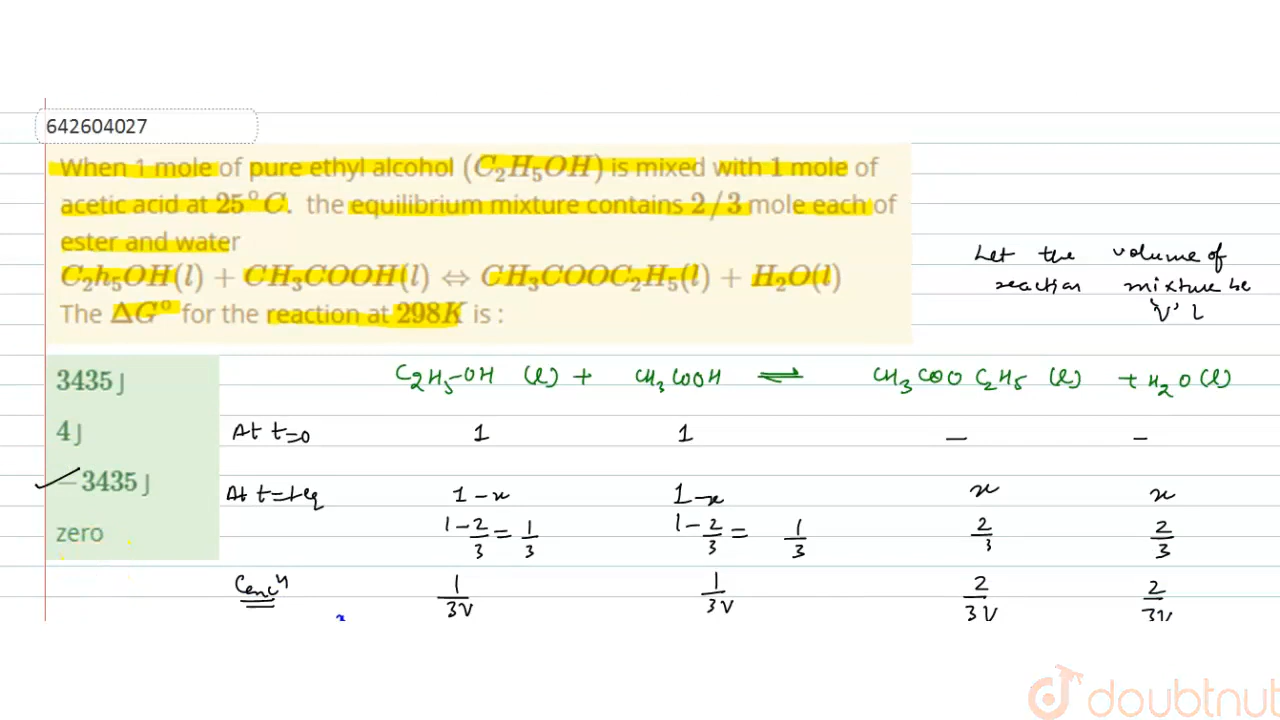 642604027
When 1 mole of pure ethyl alcohol (C₂H₅OH) is mixed with 1 mole of
acetic acid at 25°C. the equilibrium mixture contains 2/3 mole each of
ester and water
C₂h₅OH(l) + CH₃COOH(l) ⇔ CH₃COOC₂H₅(l) + H₂O(l)
The ΔG° for the reaction at 298K is :
Let the volume of
reaction mixture be
'V' L
3435 J
4 J
−3435 J
zero
C₂H₅-OH (l) + CH₃COOH ⇌ CH₃COO C₂H₅ (l) + H₂O (l)
At t=0 1 1 — —
At t=teq 1-x 1-x x x
1-2/3 = 1/3 1-2/3 = 1/3 2/3 2/3
Concⁿ 1/3V 1/3V 2/3V 2/3V
doubtnut